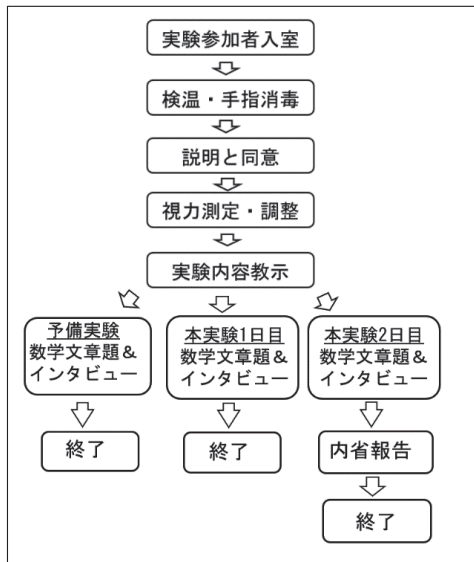 実験参加者入室
検温・手指消毒
説明と同意
視力測定・調整
実験内容教示
予備実験
数学文章題＆
インタビュー
本実験1日目
数学文章題＆
インタビュー
本実験2日目
数学文章題＆
インタビュー
終了
終了
内省報告
終了